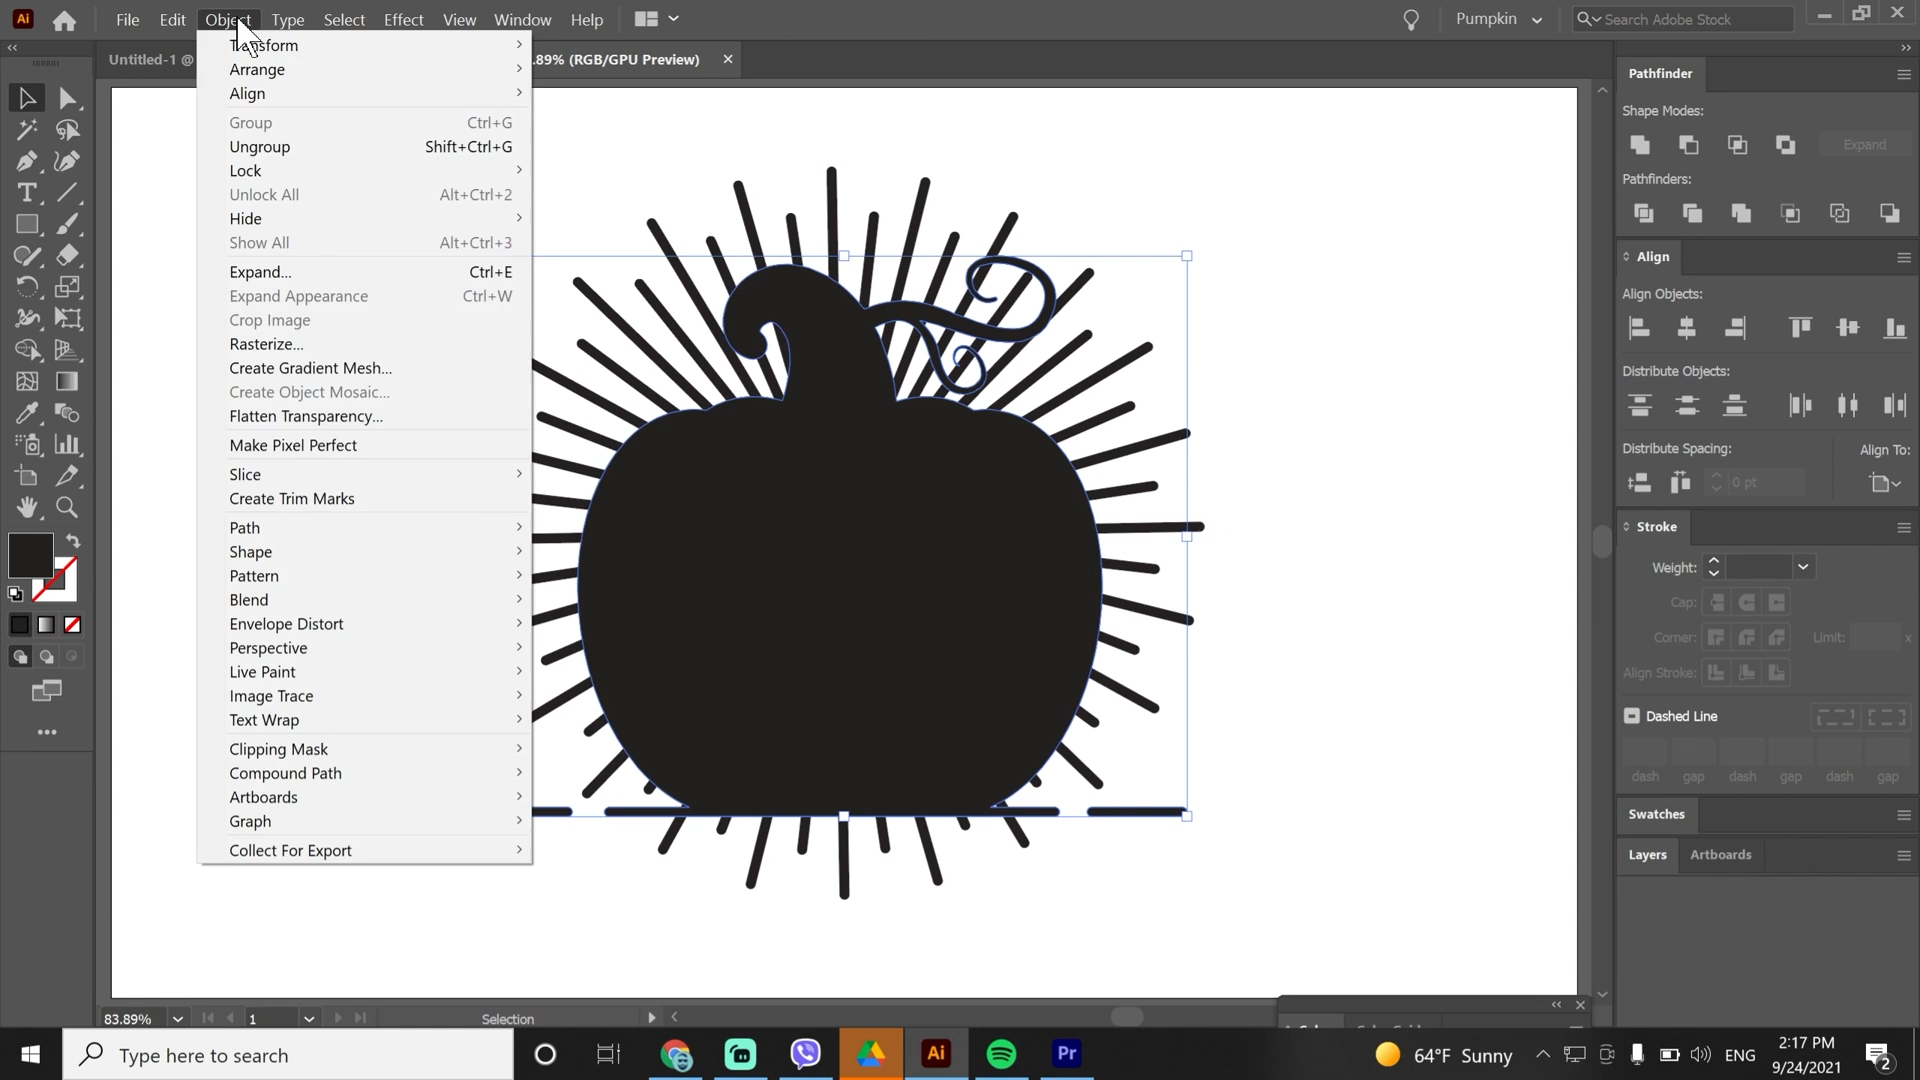 Ai File Edit Object Type Select Effect View Window Help Pumpkin Search Adobe Stock
Untitled-1 @ .89% (RGB/GPU Preview)
Transform
Arrange
Align
Group Ctrl+G
Ungroup Shift+Ctrl+G
Lock
Unlock All Alt+Ctrl+2
Hide
Show All Alt+Ctrl+3
Expand... Ctrl+E
Expand Appearance Ctrl+W
Crop Image
Rasterize...
Create Gradient Mesh...
Create Object Mosaic...
Flatten Transparency...
Make Pixel Perfect
Slice
Create Trim Marks
Path
Shape
Pattern
Blend
Envelope Distort
Perspective
Live Paint
Image Trace
Text Wrap
Clipping Mask
Compound Path
Artboards
Graph
Collect For Export
Pathfinder
Shape Modes:
Expand
Pathfinders:
Align
Align Objects:
Distribute Objects:
Distribute Spacing: Align To:
0 pt
Stroke
Weight:
Cap:
Corner: Limit: x
Align Stroke:
Dashed Line
dash gap dash gap dash gap
Swatches
Layers Artboards
83.89% 1 Selection
Type here to search
Ai Pr
64°F Sunny ENG
2:17 PM
9/24/2021
2